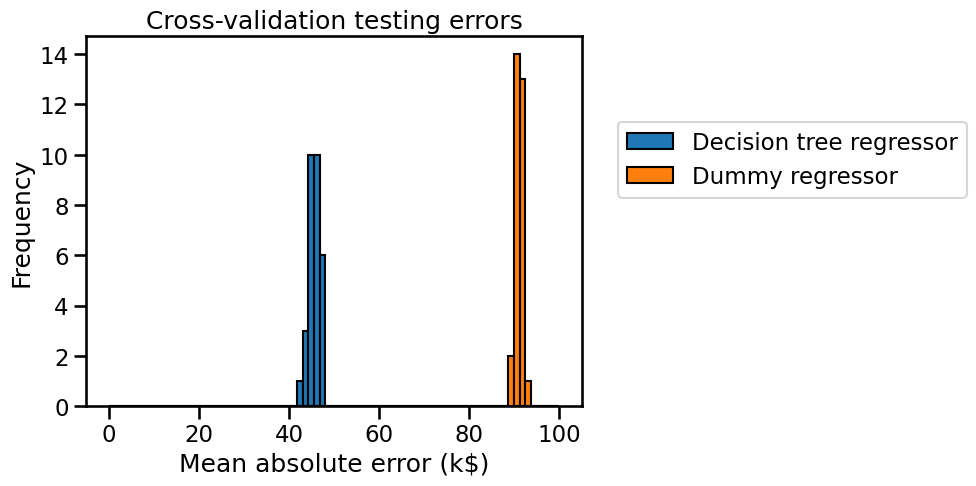 Cross-validation testing errors
14
12
10
8
6
4
2
0
Frequency
0 20 40 60 80 100
Mean absolute error (k$)
Decision tree regressor
Dummy regressor